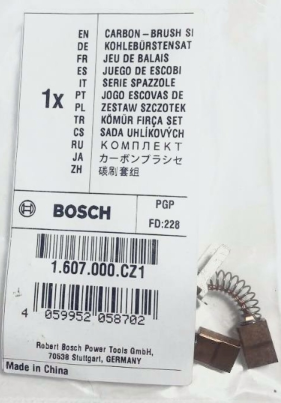 EN CARBON-BRUSH SE
DE KOHLEBÜRSTENSAT
FR JEU DE BALAIS
ES JUEGO DE ESCOBI
IT SERIE SPAZZOLE
1x PT JOGO ESCOVAS DE
PL ZESTAW SZCZOTEK
TR KÖMÜR FIRÇA SET
CS SADA UHLÍKOVÝCH
RU КОМПЛЕКТ
JA カーボンブラシセ
ZH 碳刷套组
BOSCH
PGP
FD:228
1.607.000.CZ1
4 059952 058702
Robert Bosch Power Tools GmbH,
70538 Stuttgart, GERMANY
Made in China